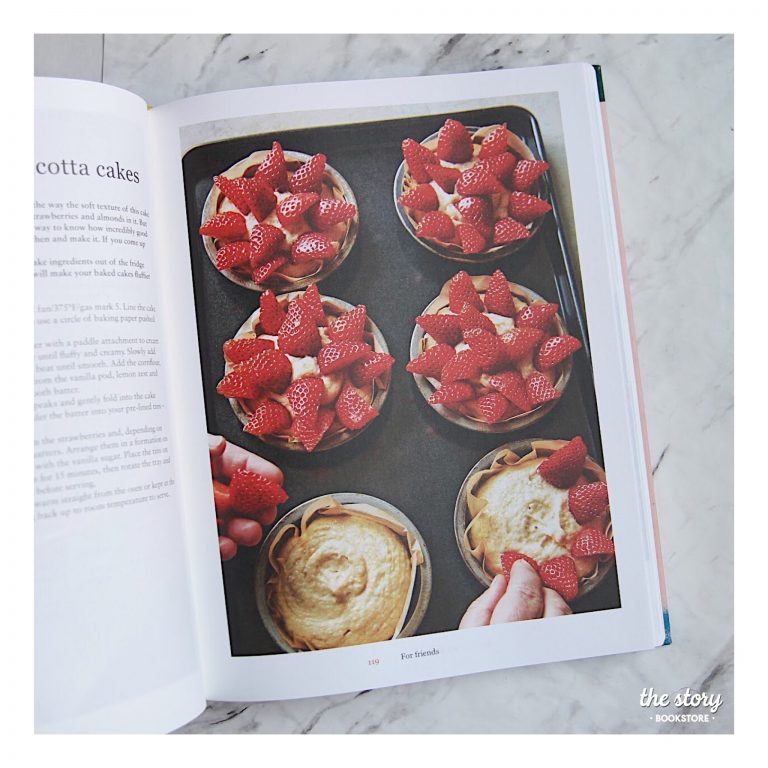 cotta cakes
the way the soft texture of this cake
strawberries and almonds in it. But
way to know how incredibly good
then and make it. If you come up
ake ingredients out of the fridge
will make your baked cakes fluffier
fan/375°F/gas mark 5. Line the cake
use a circle of baking paper pushed
er with a paddle attachment to cream
until fluffy and creamy. Slowly add
beat until smooth. Add the cornflour,
rom the vanilla pod, lemon zest and
ooth batter.
peaks and gently fold into the cake
fer the batter into your pre-lined tins
n the strawberries and, depending on
uarters. Arrange them in a formation on
with the vanilla sugar. Place the tins on
s for 15 minutes, then rotate the tray and
before serving.
warm straight from the oven or kept in the
back up to room temperature to serve.
119 For friends
the story
• BOOKSTORE •